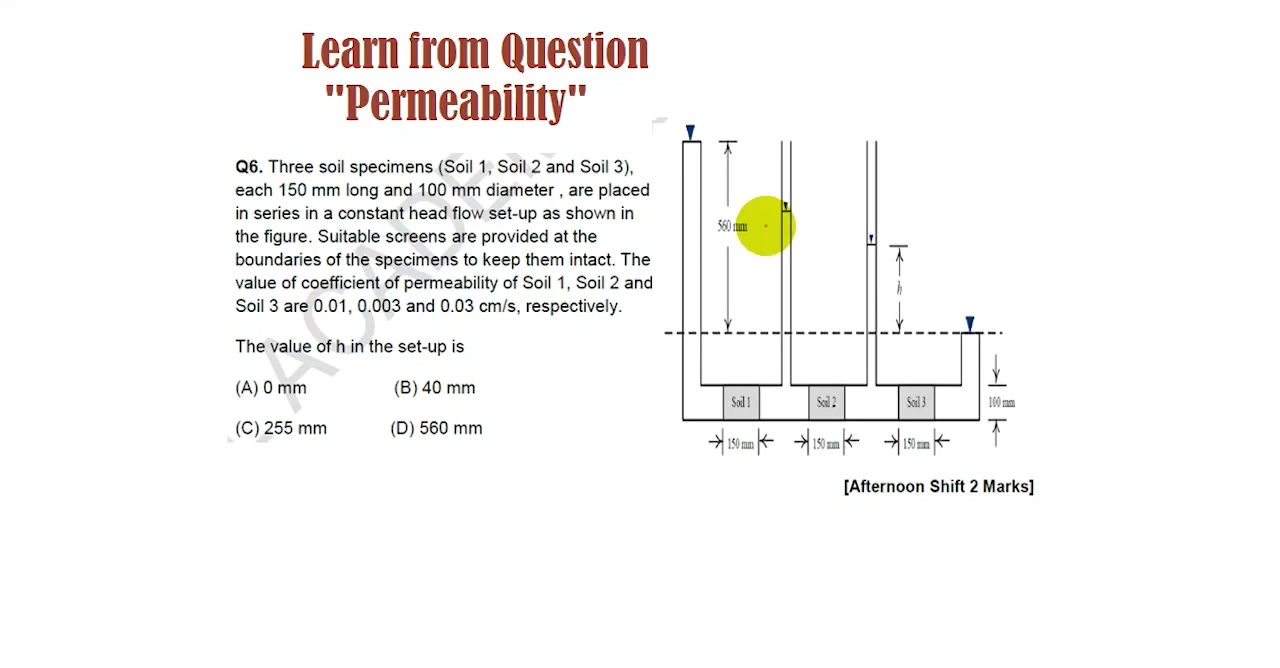 Learn from Question
"Permeability"
Q6. Three soil specimens (Soil 1, Soil 2 and Soil 3),
each 150 mm long and 100 mm diameter , are placed
in series in a constant head flow set-up as shown in
the figure. Suitable screens are provided at the
boundaries of the specimens to keep them intact. The
value of coefficient of permeability of Soil 1, Soil 2 and
Soil 3 are 0.01, 0.003 and 0.03 cm/s, respectively.
The value of h in the set-up is
(A) 0 mm (B) 40 mm
(C) 255 mm (D) 560 mm
560 mm
h
Soil 1 Soil 2 Soil 3 100 mm
150 mm 150 mm 150 mm
[Afternoon Shift 2 Marks]